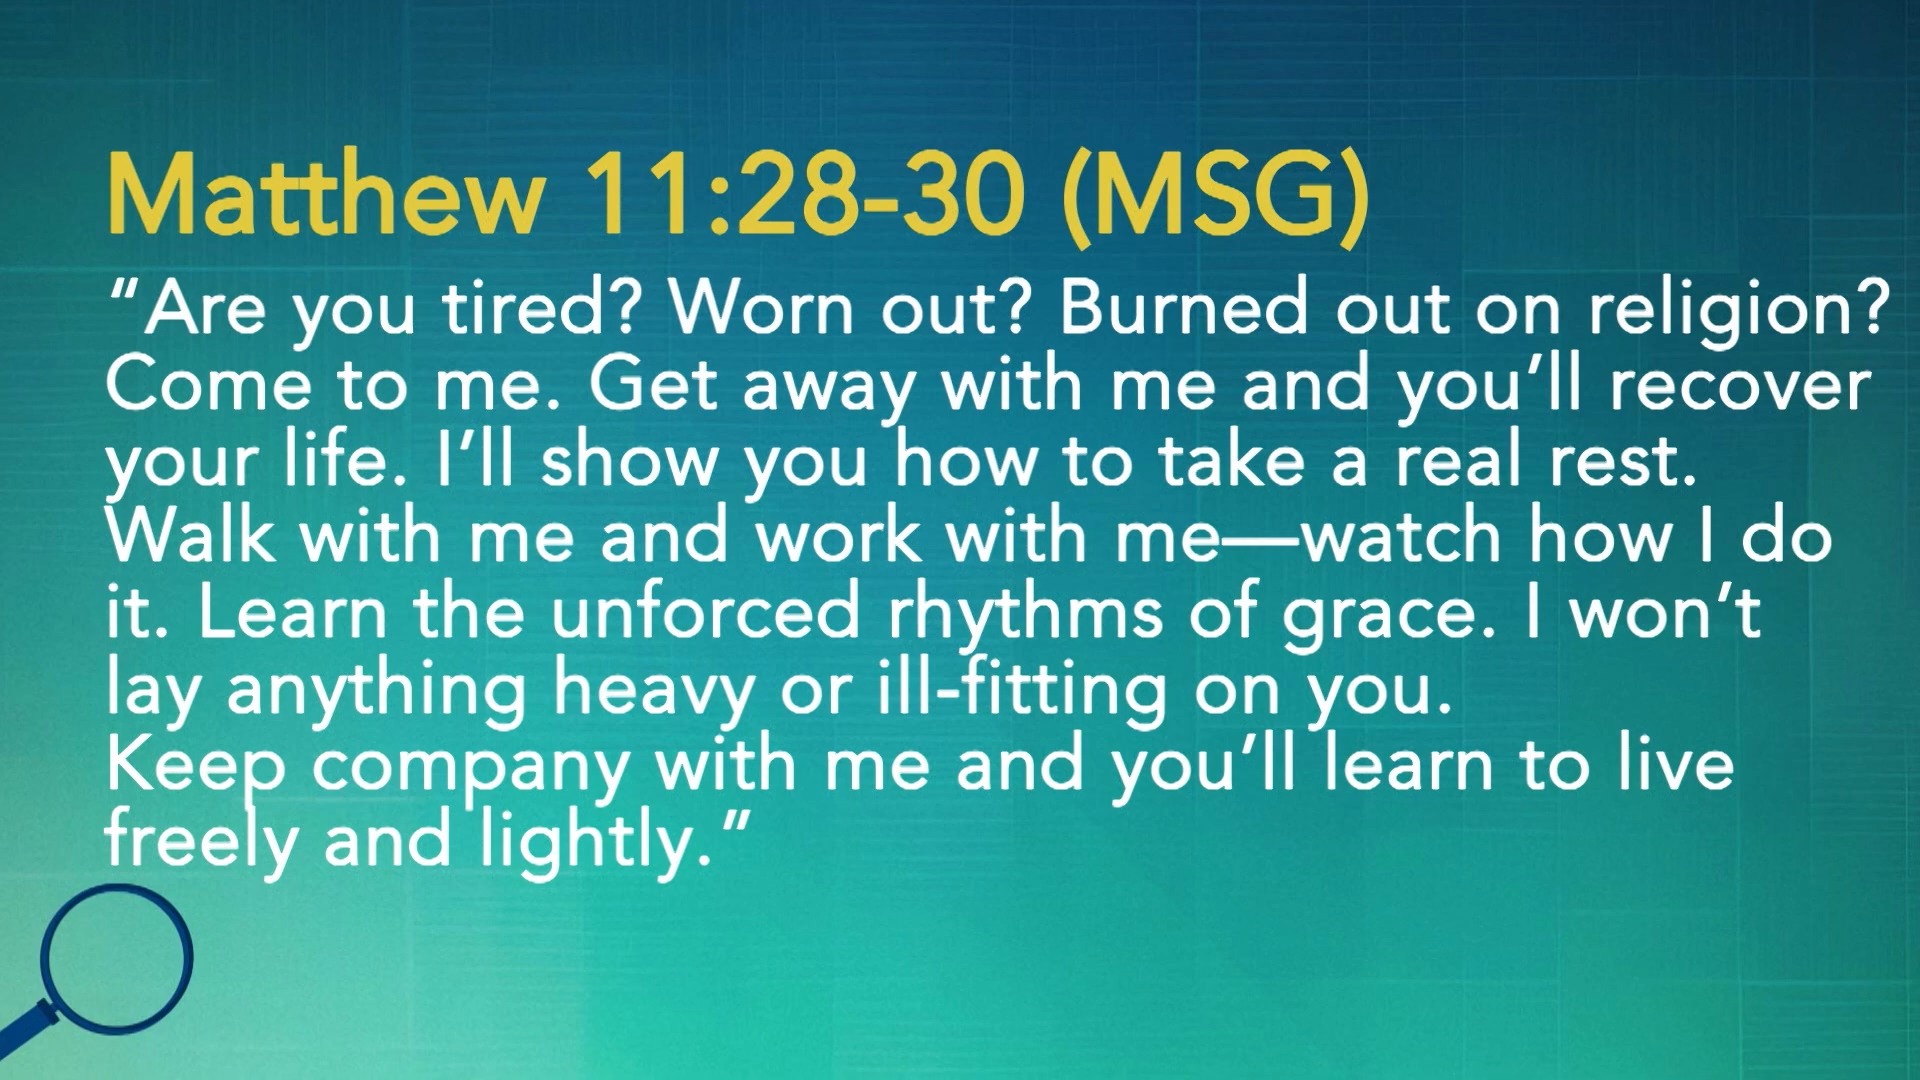 Matthew 11:28-30 (MSG)
“Are you tired? Worn out? Burned out on religion?
Come to me. Get away with me and you’ll recover
your life. I’ll show you how to take a real rest.
Walk with me and work with me—watch how I do
it. Learn the unforced rhythms of grace. I won’t
lay anything heavy or ill-fitting on you.
Keep company with me and you’ll learn to live
freely and lightly.”